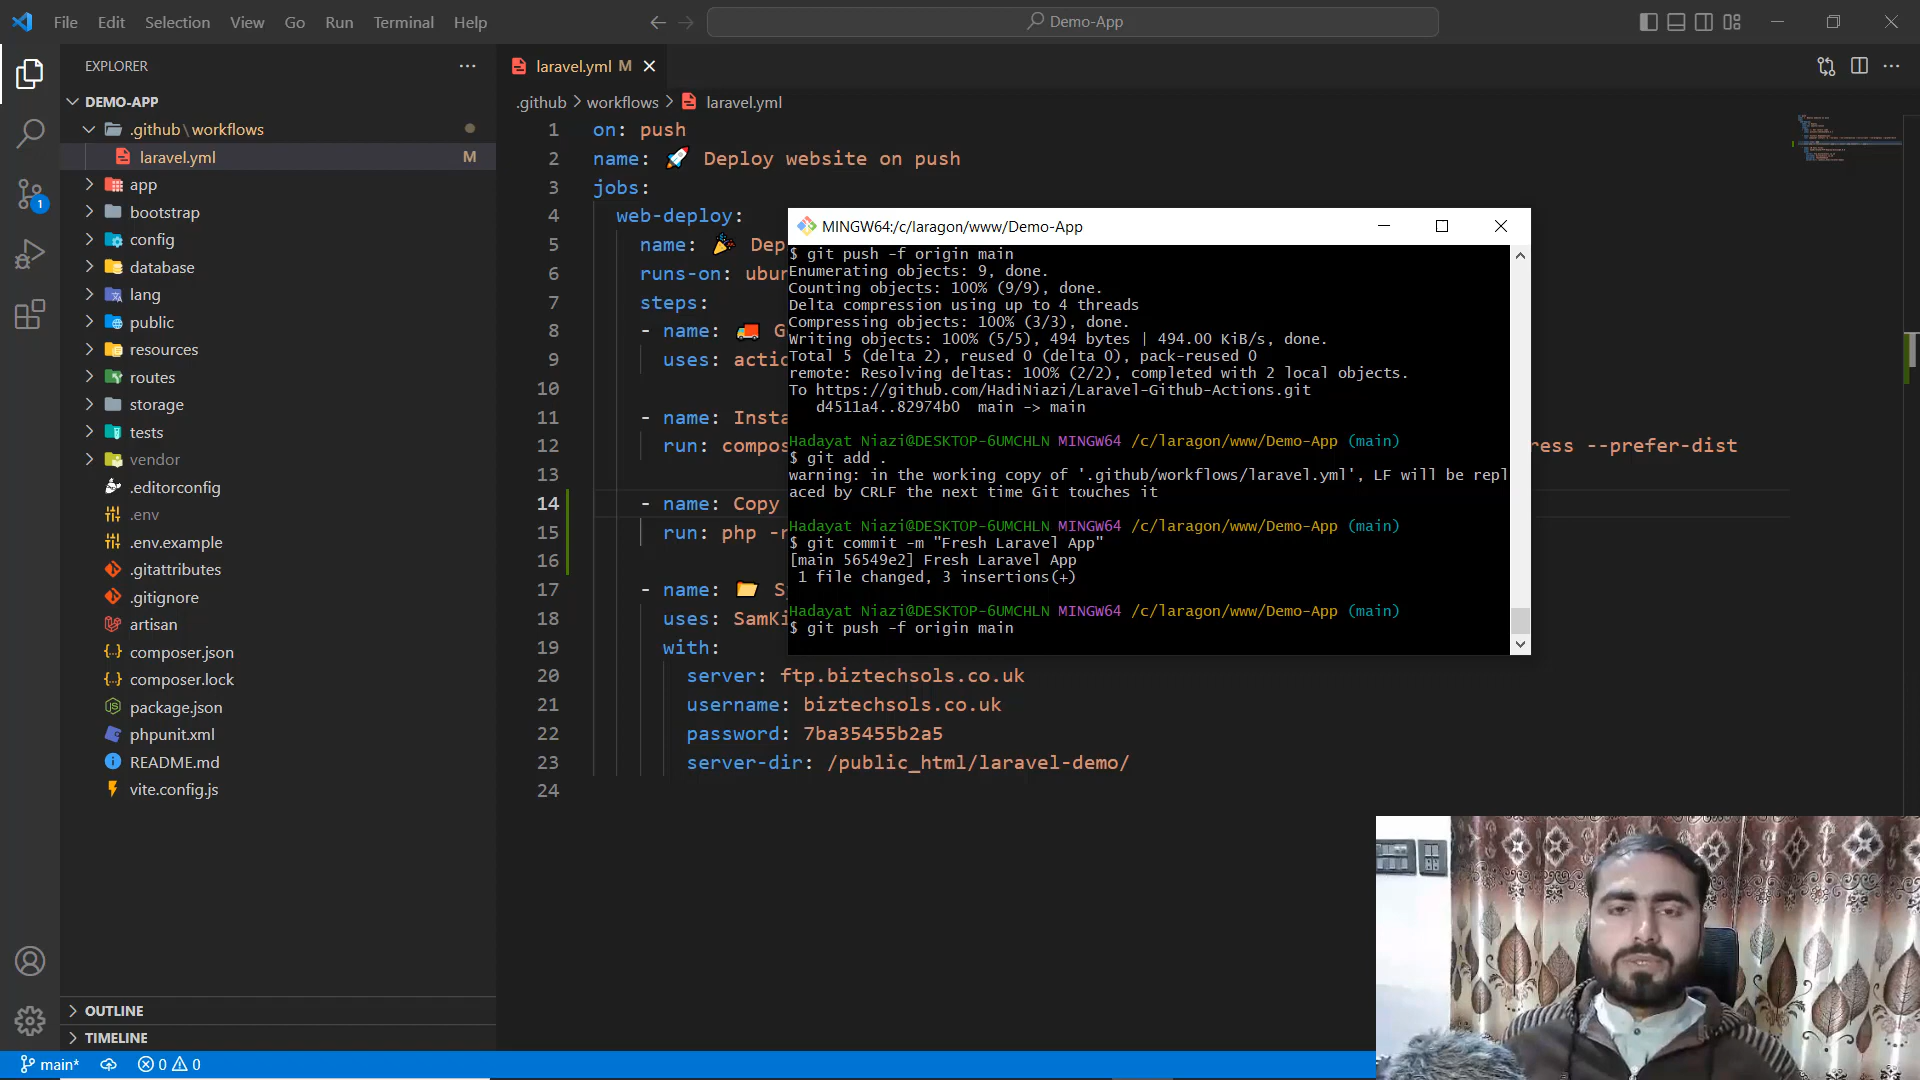 File Edit Selection View Go Run Terminal Help
Demo-App
EXPLORER
DEMO-APP
.github\workflows
laravel.yml M
app
bootstrap
config
database
lang
public
resources
routes
storage
tests
vendor
.editorconfig
.env
.env.example
.gitattributes
.gitignore
artisan
composer.json
composer.lock
package.json
phpunit.xml
README.md
vite.config.js
OUTLINE
TIMELINE
1
main*
0 0
laravel.yml M
.github > workflows > laravel.yml
1 on: push
2 name: 🚀 Deploy website on push
3 jobs:
4 web-deploy:
5 name: 🎉 Dep
6 runs-on: ubu
7 steps:
8 - name: 🚚 G
9 uses: actio
10
11 - name: Insta
12 run: compos ress --prefer-dist
13
14 - name: Copy
15 run: php -r
16
17 - name: 📂 S
18 uses: SamKi
19 with:
20 server: ftp.biztechsols.co.uk
21 username: biztechsols.co.uk
22 password: 7ba35455b2a5
23 server-dir: /public_html/laravel-demo/
24
MINGW64:/c/laragon/www/Demo-App
$ git push -f origin main
Enumerating objects: 9, done.
Counting objects: 100% (9/9), done.
Delta compression using up to 4 threads
Compressing objects: 100% (3/3), done.
Writing objects: 100% (5/5), 494 bytes | 494.00 KiB/s, done.
Total 5 (delta 2), reused 0 (delta 0), pack-reused 0
remote: Resolving deltas: 100% (2/2), completed with 2 local objects.
To https://github.com/HadiNiazi/Laravel-Github-Actions.git
d4511a4..82974b0 main -> main
Hadayat Niazi@DESKTOP-6UMCHLN MINGW64 /c/laragon/www/Demo-App (main)
$ git add .
warning: in the working copy of '.github/workflows/laravel.yml', LF will be repl
aced by CRLF the next time Git touches it
Hadayat Niazi@DESKTOP-6UMCHLN MINGW64 /c/laragon/www/Demo-App (main)
$ git commit -m "Fresh Laravel App"
[main 56549e2] Fresh Laravel App
1 file changed, 3 insertions(+)
Hadayat Niazi@DESKTOP-6UMCHLN MINGW64 /c/laragon/www/Demo-App (main)
$ git push -f origin main